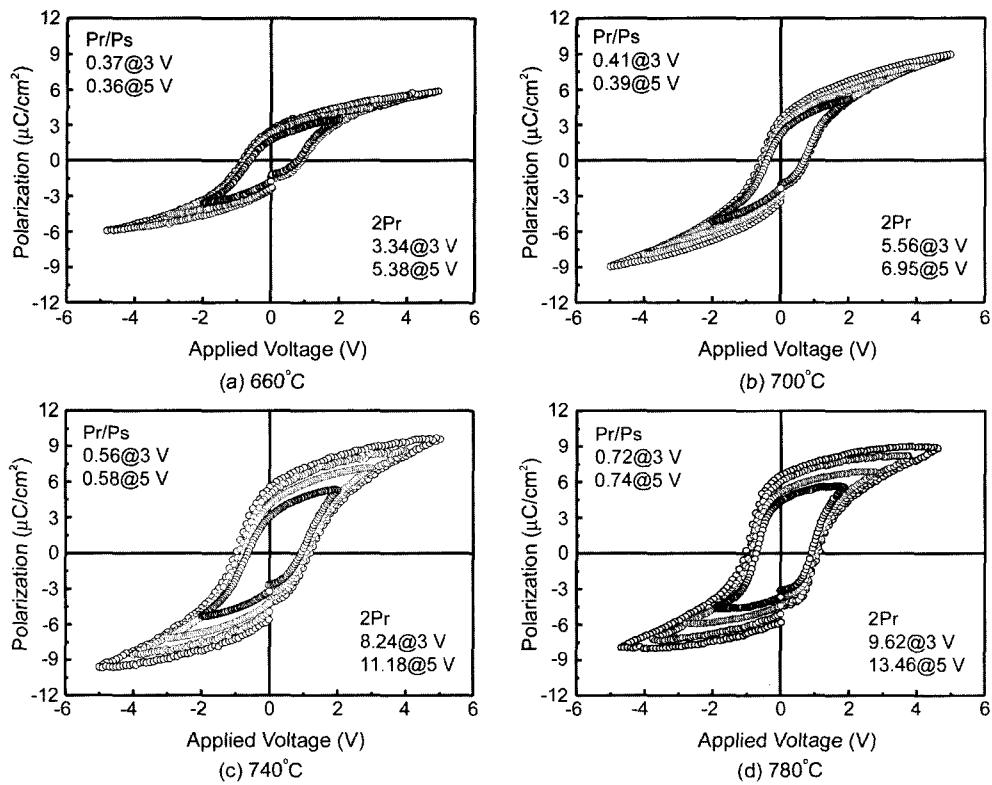 12
9
6
3
0
-3
-6
-9
-12
Polarization (μC/cm²)
Pr/Ps
0.37@3 V
0.36@5 V
2Pr
3.34@3 V
5.38@5 V
-6 -4 -2 0 2 4 6
Applied Voltage (V)
(a) 660°C
12
9
6
3
0
-3
-6
-9
-12
Polarization (μC/cm²)
Pr/Ps
0.41@3 V
0.39@5 V
2Pr
5.56@3 V
6.95@5 V
-6 -4 -2 0 2 4 6
Applied Voltage (V)
(b) 700°C
12
9
6
3
0
-3
-6
-9
-12
Polarization (μC/cm²)
Pr/Ps
0.56@3 V
0.58@5 V
2Pr
8.24@3 V
11.18@5 V
-6 -4 -2 0 2 4 6
Applied Voltage (V)
(c) 740°C
12
9
6
3
0
-3
-6
-9
-12
Polarization (μC/cm²)
Pr/Ps
0.72@3 V
0.74@5 V
2Pr
9.62@3 V
13.46@5 V
-6 -4 -2 0 2 4 6
Applied Voltage (V)
(d) 780°C